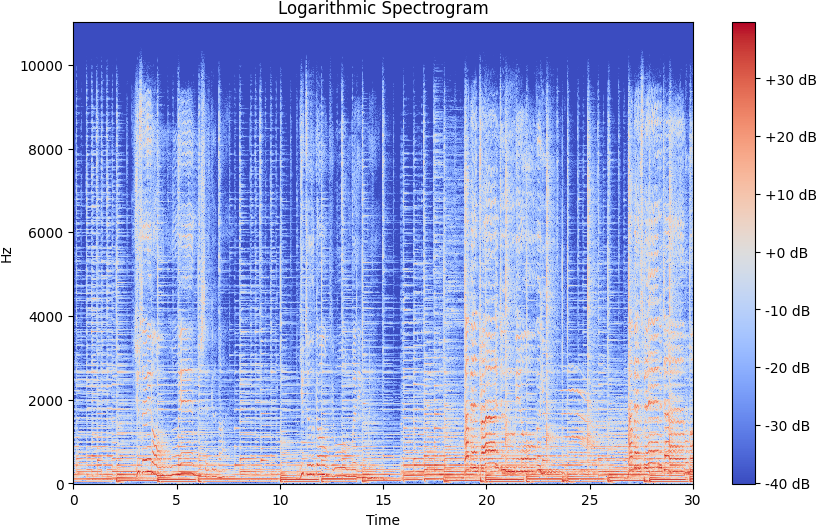 Logarithmic Spectrogram
Hz
10000
8000
6000
4000
2000
0
0 5 10 15 20 25 30
Time
+30 dB
+20 dB
+10 dB
+0 dB
-10 dB
-20 dB
-30 dB
-40 dB